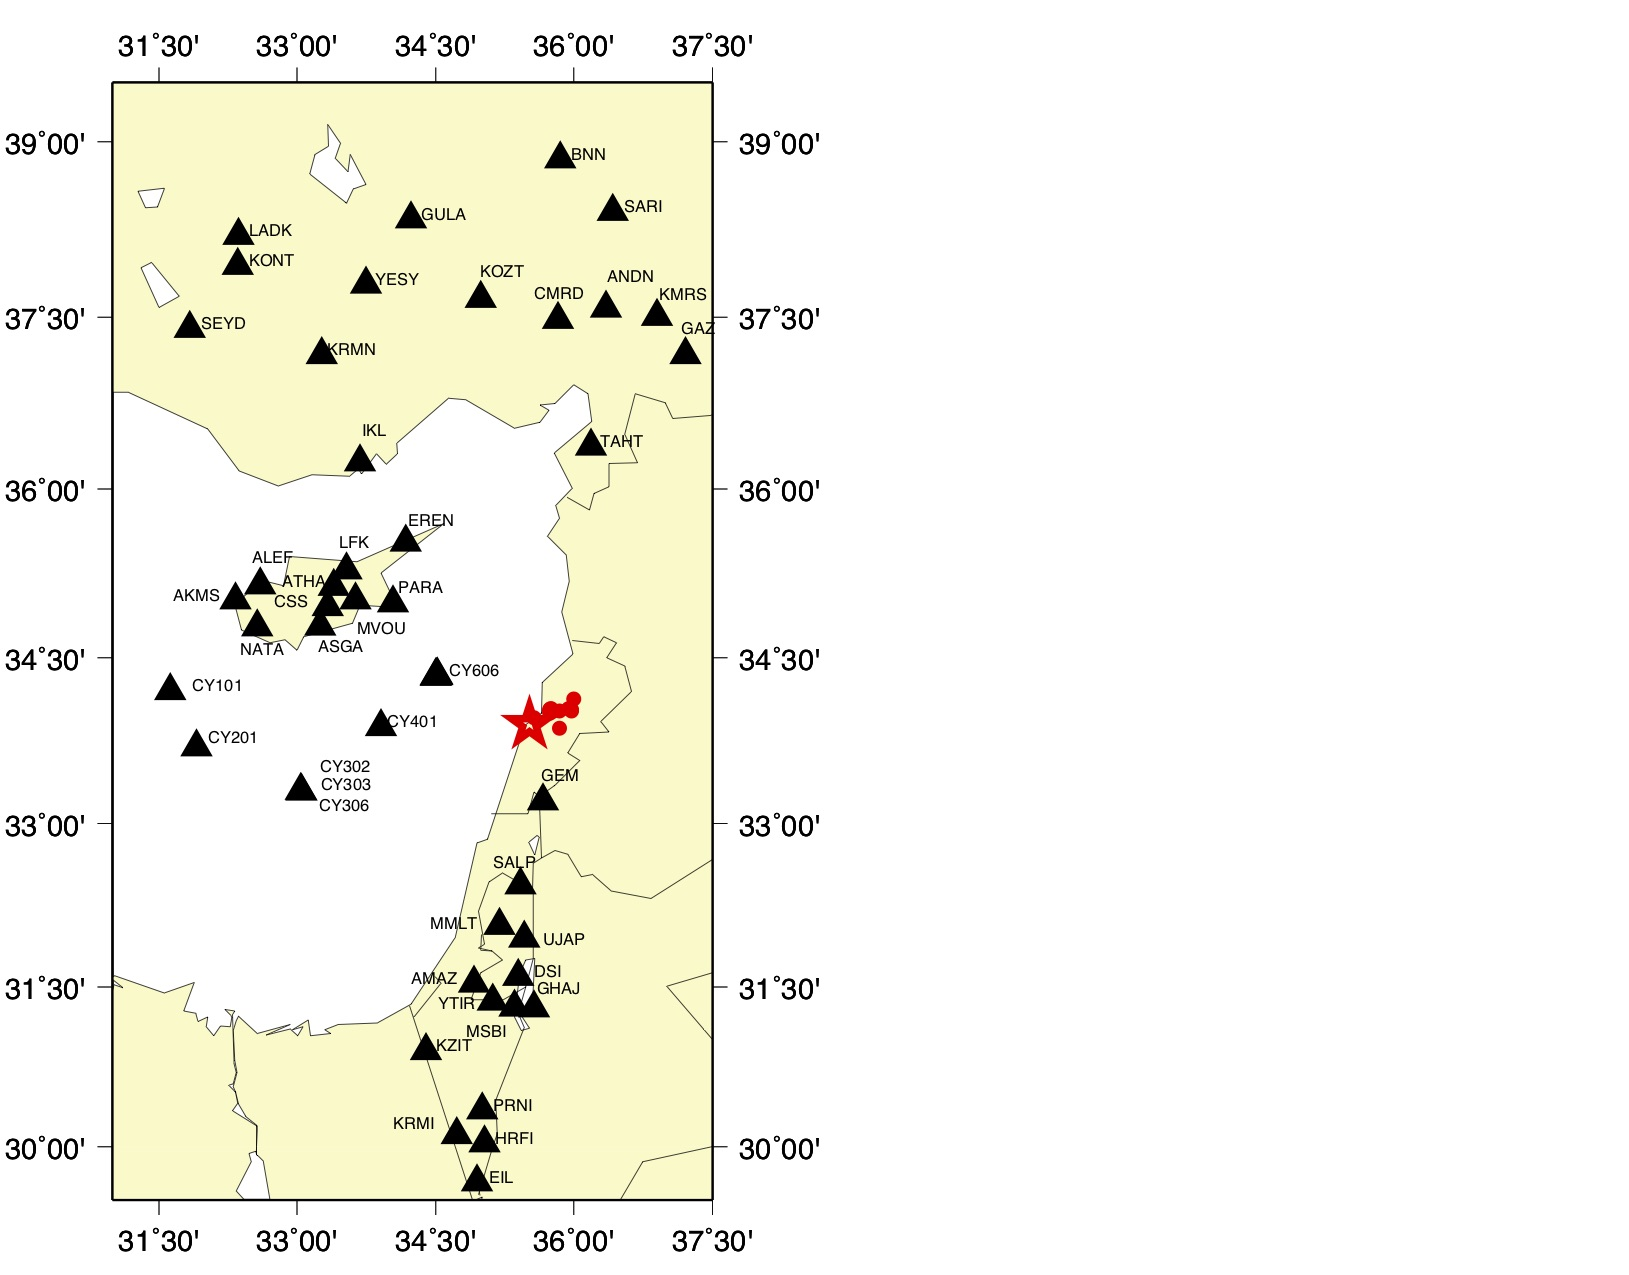 31°30' 33°00' 34°30' 36°00' 37°30'
39°00' 39°00'
BNN
SARI
GULA
LADK
KONT
KOZT
YESY
ANDN
CMRD
KMRS
37°30' 37°30'
SEYD
GAZ
KRMN
IKL
TAHT
36°00' 36°00'
EREN
LFK
ALEF
ATHA
PARA
AKMS
CSS
MVOU
NATA
ASGA
34°30' 34°30'
CY606
CY101
CY401
CY201
CY302
CY303
CY306
GEM
33°00' 33°00'
SALP
MMLT
UJAP
DSI
AMAZ
31°30' 31°30'
GHAJ
YTIR
MSBI
KZIT
PRNI
KRMI
HRFI
30°00' 30°00'
EIL
31°30' 33°00' 34°30' 36°00' 37°30'